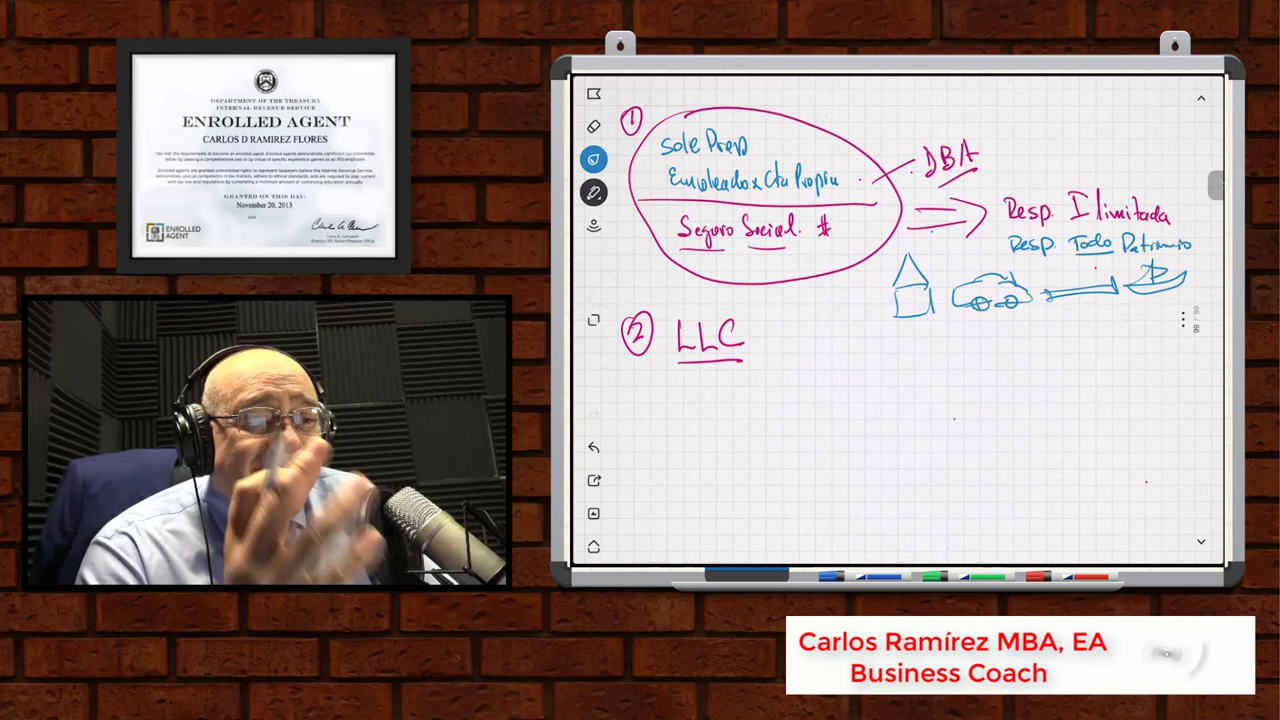 DEPARTMENT OF THE TREASURY
INTERNAL REVENUE SERVICE
ENROLLED AGENT
CARLOS D RAMIREZ FLORES
GRANTED ON THIS DAY:
November 20, 2013
ENROLLED
AGENT
1
Sole Prop
Empleado x Cta Propia
DBA
Seguro Social #
Resp. Ilimitada
Resp. Todo Patrimonio
2 LLC
99 / 99
Carlos Ramírez MBA, EA
Business Coach